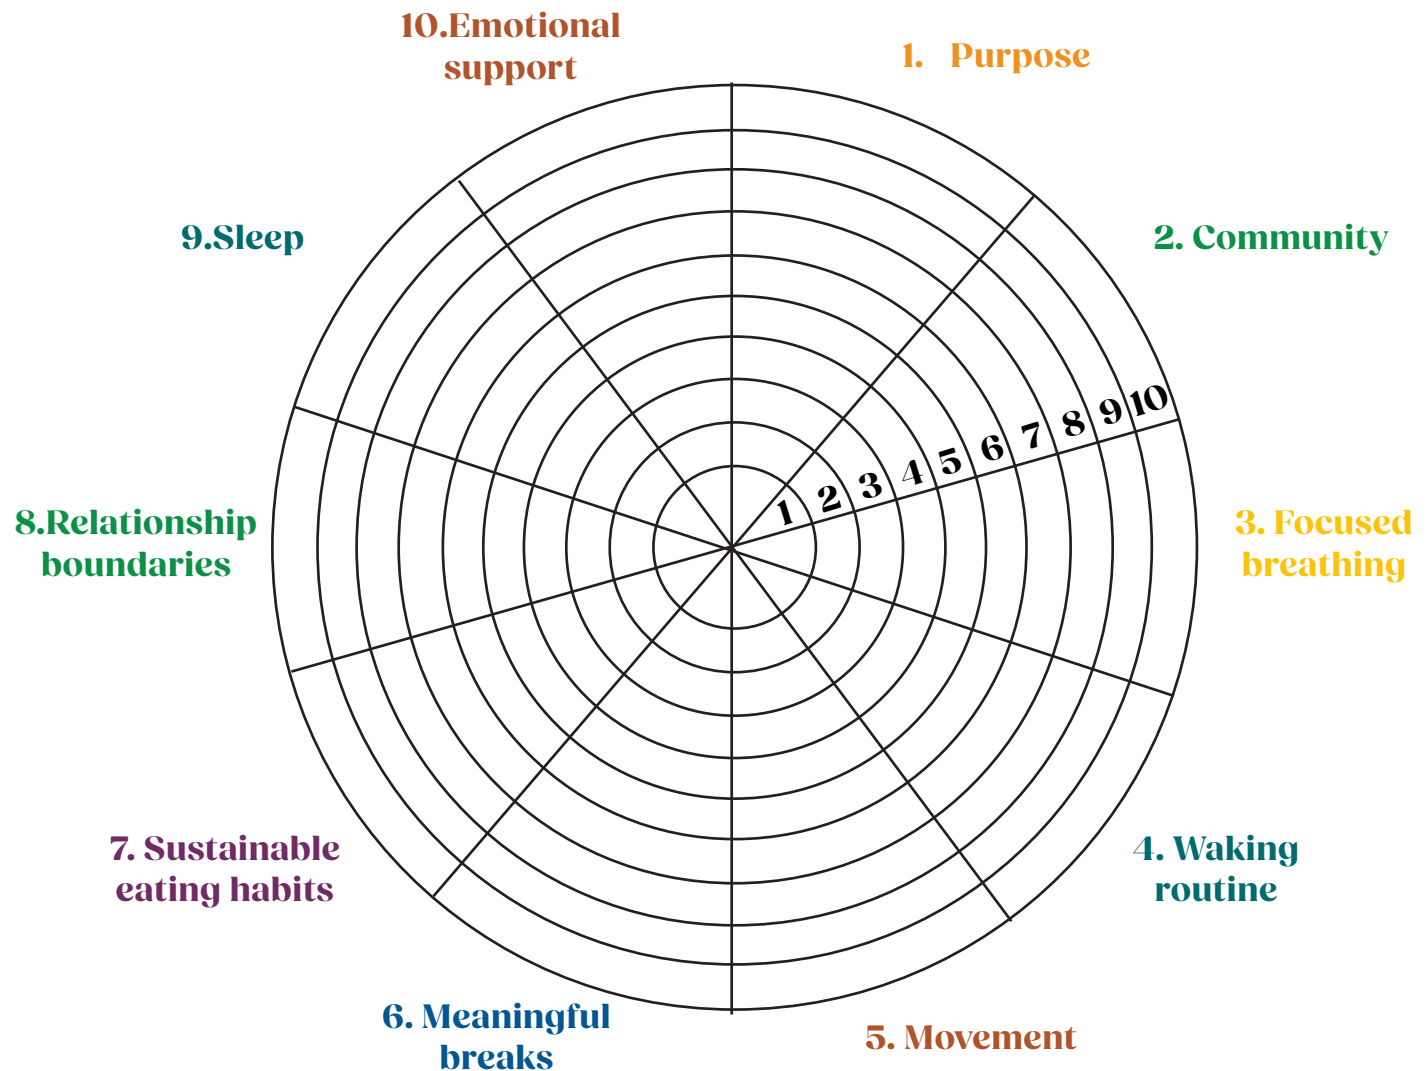 10.Emotional
support
1. Purpose
9.Sleep
2. Community
1 2 3 4 5 6 7 8 9 10
8.Relationship
boundaries
3. Focused
breathing
7. Sustainable
eating habits
4. Waking
routine
6. Meaningful
breaks
5. Movement